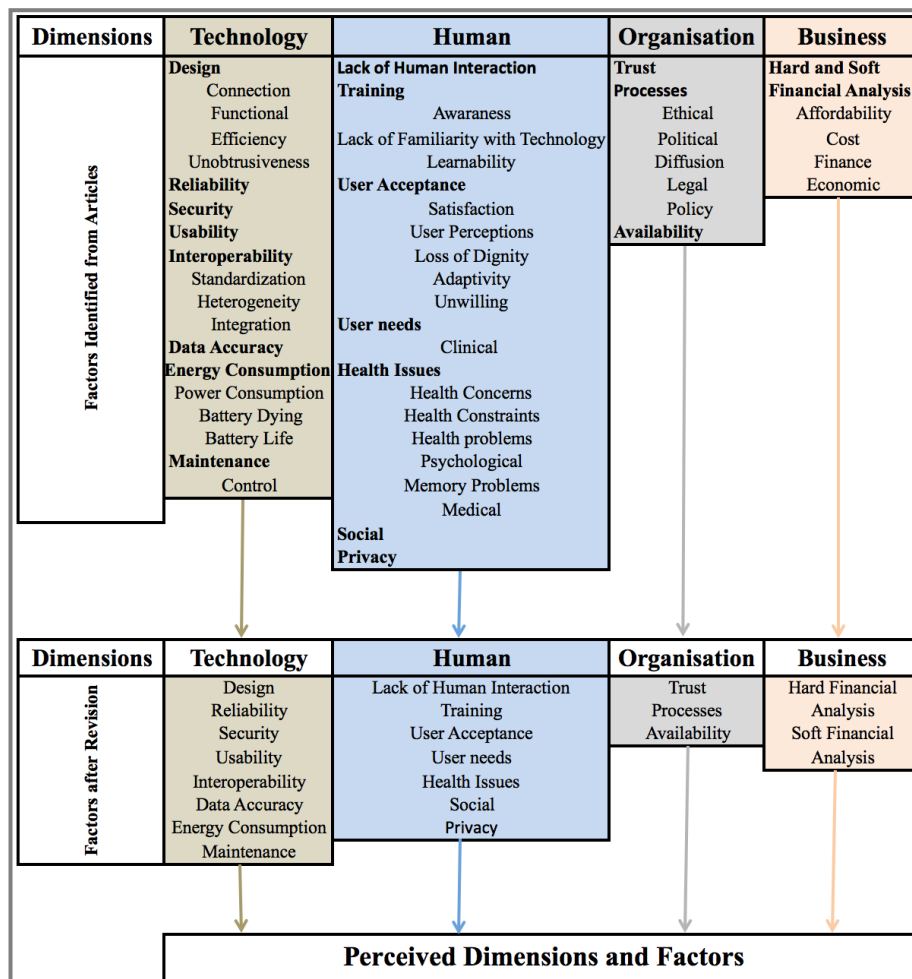 Dimensions
Technology
Human
Organisation
Business
Factors Identified from Articles
Design
Connection
Functional
Efficiency
Unobtrusiveness
Reliability
Security
Usability
Interoperability
Standardization
Heterogeneity
Integration
Data Accuracy
Energy Consumption
Power Consumption
Battery Dying
Battery Life
Maintenance
Control
Lack of Human Interaction
Training
Awaraness
Lack of Familiarity with Technology
Learnability
User Acceptance
Satisfaction
User Perceptions
Loss of Dignity
Adaptivity
Unwilling
User needs
Clinical
Health Issues
Health Concerns
Health Constraints
Health problems
Psychological
Memory Problems
Medical
Social
Privacy
Trust
Processes
Ethical
Political
Diffusion
Legal
Policy
Availability
Hard and Soft
Financial Analysis
Affordability
Cost
Finance
Economic
Dimensions
Technology
Human
Organisation
Business
Factors after Revision
Design
Reliability
Security
Usability
Interoperability
Data Accuracy
Energy Consumption
Maintenance
Lack of Human Interaction
Training
User Acceptance
User needs
Health Issues
Social
Privacy
Trust
Processes
Availability
Hard Financial
Analysis
Soft Financial
Analysis
Perceived Dimensions and Factors